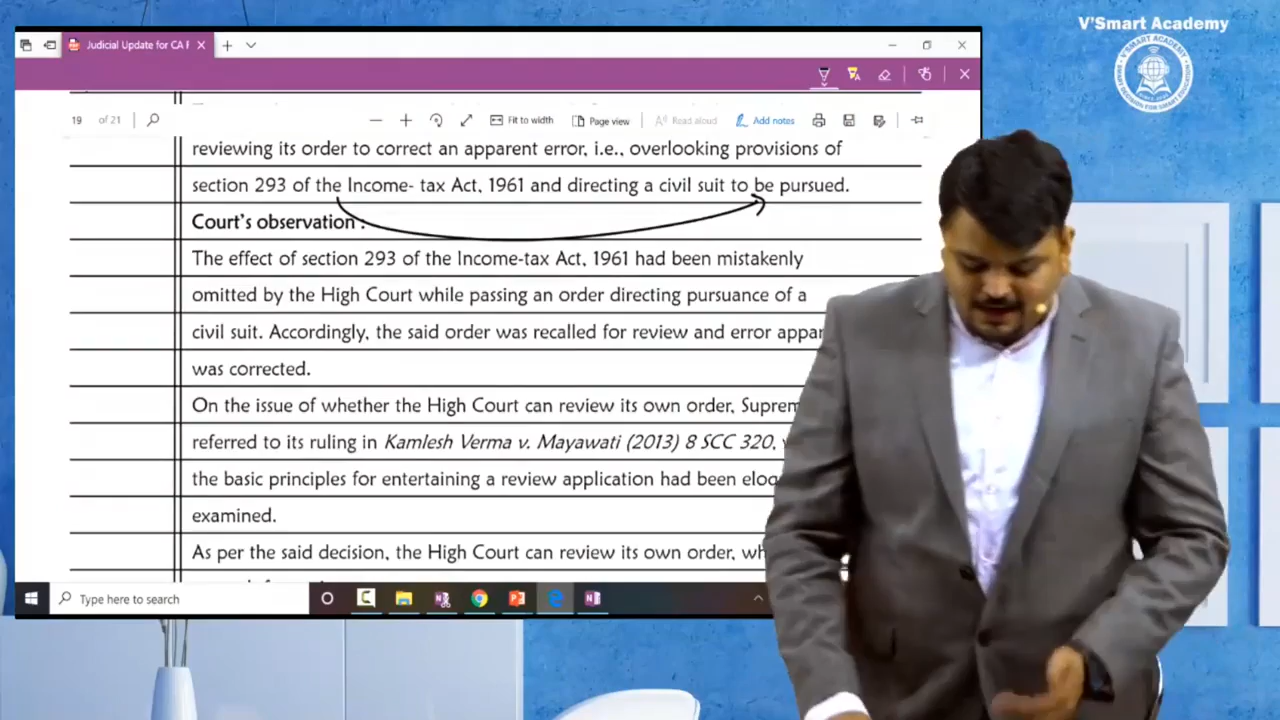 V'Smart Academy
Judicial Update for CA F
19 of 21
Fit to width
Page view
Read aloud
Add notes
reviewing its order to correct an apparent error, i.e., overlooking provisions of
section 293 of the Income- tax Act, 1961 and directing a civil suit to be pursued.
Court's observation :
The effect of section 293 of the Income-tax Act, 1961 had been mistakenly
omitted by the High Court while passing an order directing pursuance of a
civil suit. Accordingly, the said order was recalled for review and error appar
was corrected.
On the issue of whether the High Court can review its own order, Suprem
referred to its ruling in Kamlesh Verma v. Mayawati (2013) 8 SCC 320,
the basic principles for entertaining a review application had been eloq
examined.
As per the said decision, the High Court can review its own order, wh
Type here to search